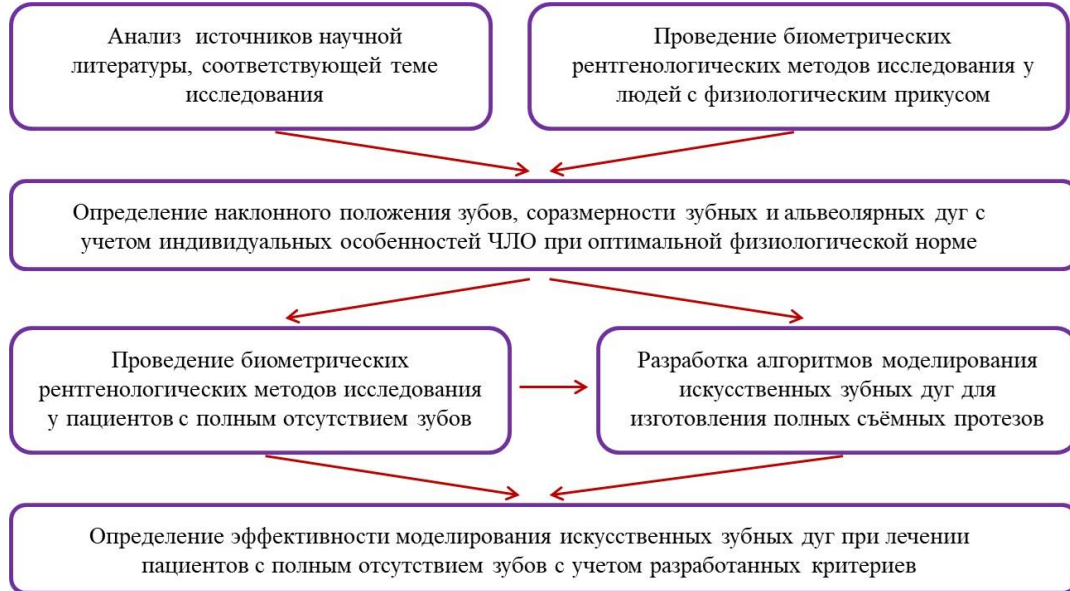 Анализ источников научной
литературы, соответствующей теме
исследования
Проведение биометрических
рентгенологических методов исследования у
людей с физиологическим прикусом
Определение наклонного положения зубов, соразмерности зубных и альвеолярных дуг с
учетом индивидуальных особенностей ЧЛО при оптимальной физиологической норме
Проведение биометрических
рентгенологических методов исследования
у пациентов с полным отсутствием зубов
Разработка алгоритмов моделирования
искусственных зубных дуг для
изготовления полных съёмных протезов
Определение эффективности моделирования искусственных зубных дуг при лечении
пациентов с полным отсутствием зубов с учетом разработанных критериев